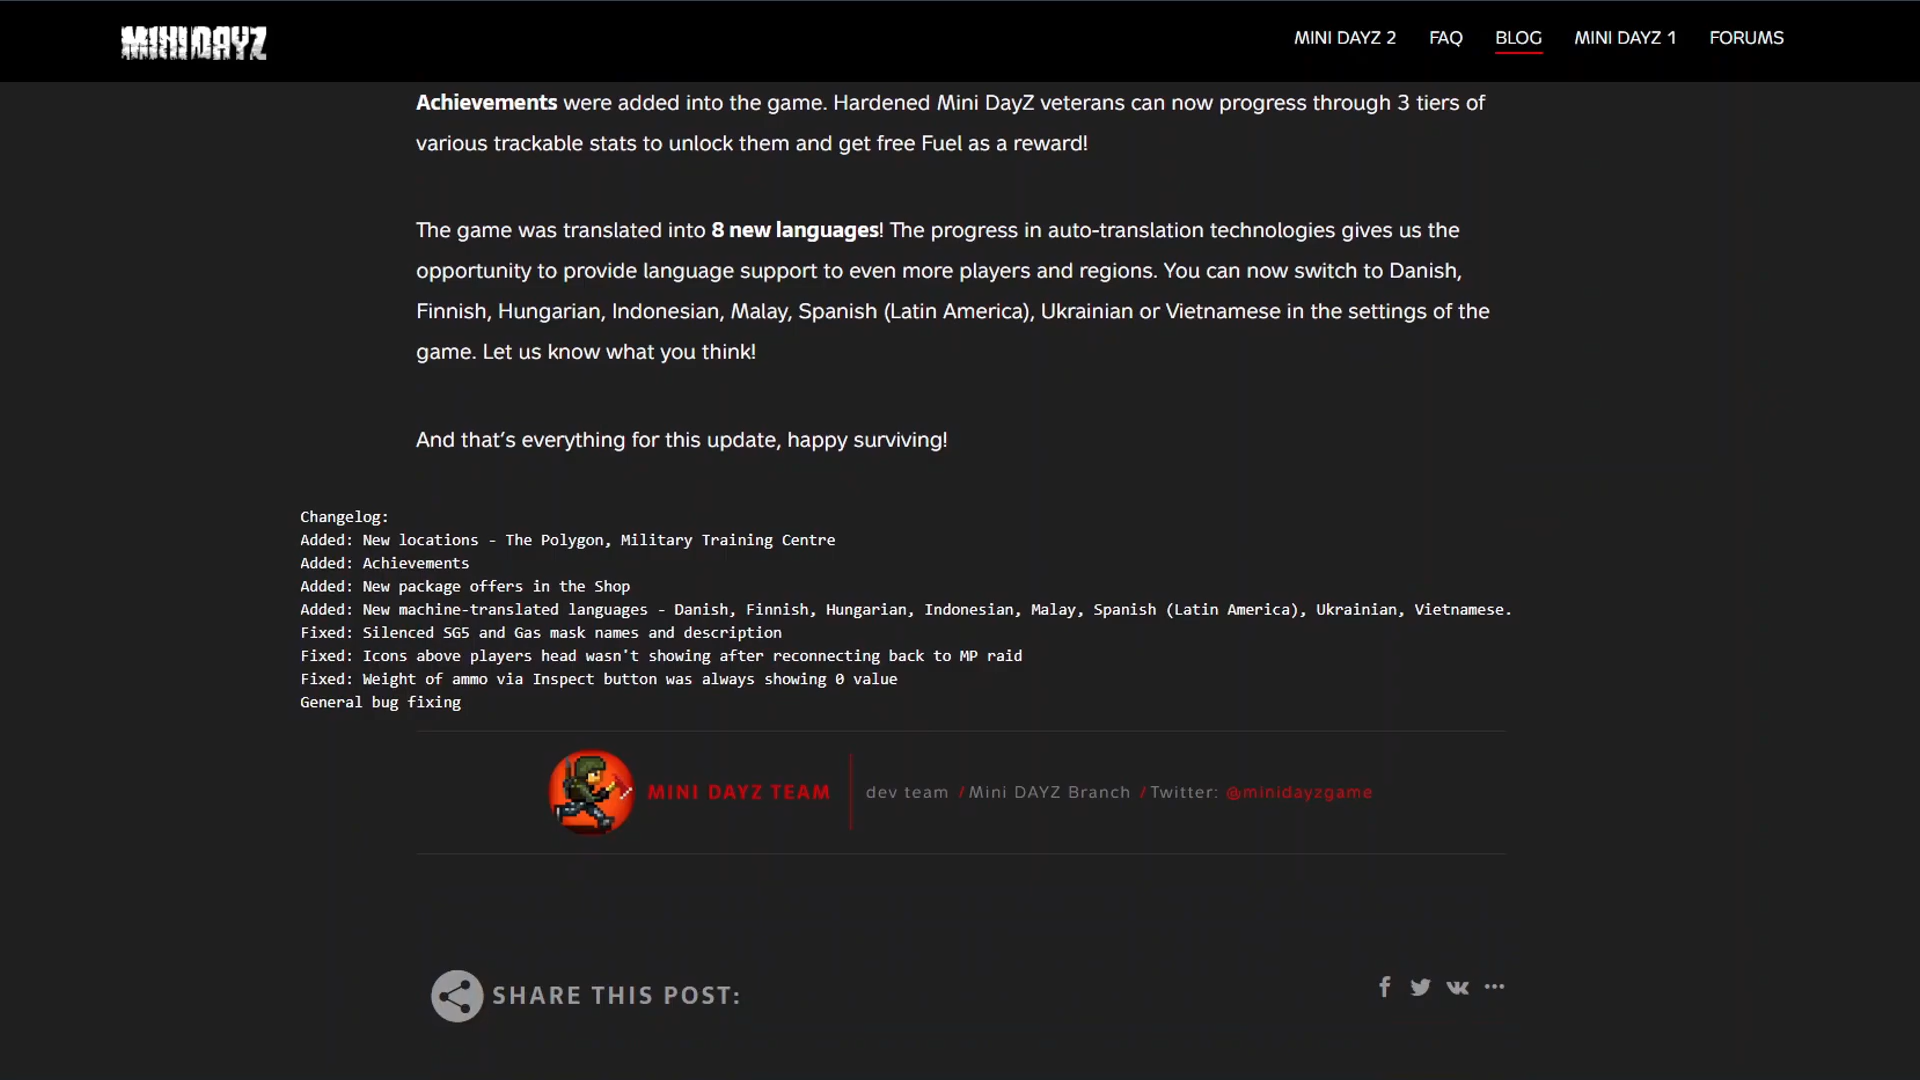 MINI DAYZ
MINI DAYZ 2 FAQ BLOG MINI DAYZ 1 FORUMS
Achievements were added into the game. Hardened Mini DayZ veterans can now progress through 3 tiers of
various trackable stats to unlock them and get free Fuel as a reward!
The game was translated into 8 new languages! The progress in auto-translation technologies gives us the
opportunity to provide language support to even more players and regions. You can now switch to Danish,
Finnish, Hungarian, Indonesian, Malay, Spanish (Latin America), Ukrainian or Vietnamese in the settings of the
game. Let us know what you think!
And that’s everything for this update, happy surviving!
Changelog:
Added: New locations - The Polygon, Military Training Centre
Added: Achievements
Added: New package offers in the Shop
Added: New machine-translated languages - Danish, Finnish, Hungarian, Indonesian, Malay, Spanish (Latin America), Ukrainian, Vietnamese.
Fixed: Silenced SG5 and Gas mask names and description
Fixed: Icons above players head wasn't showing after reconnecting back to MP raid
Fixed: Weight of ammo via Inspect button was always showing 0 value
General bug fixing
MINI DAYZ TEAM dev team / Mini DAYZ Branch / Twitter: @minidayzgame
SHARE THIS POST: